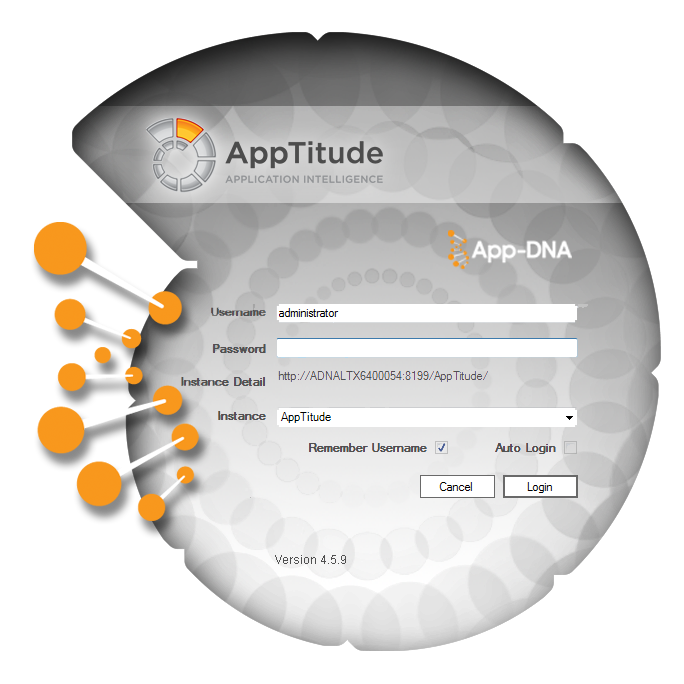 AppTitude
APPLICATION INTELLIGENCE
App-DNA
Username administrator
Password
Instance Detail http://ADNALTX6400054:8199/AppTitude/
Instance AppTitude
Remember Username Auto Login
Cancel Login
Version 4.5.9